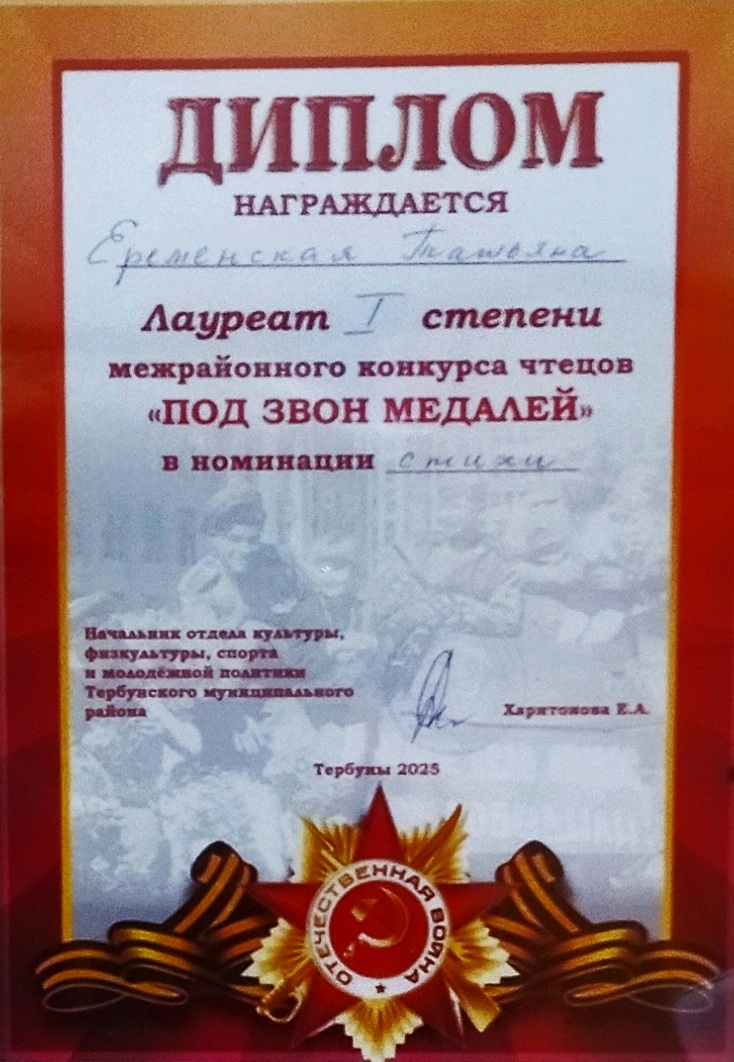 ДИПЛОМ
НАГРАЖДАЕТСЯ
Еременская Татьяна
Лауреат I степени
межрайонного конкурса чтецов
«ПОД ЗВОН МЕДАЛЕЙ»
в номинации стихи
Начальник отдела культуры,
физкультуры, спорта
и молодёжной политики
Тербунского муниципального
района
Харитонова Е.А.
Тербуны 2025
ОТЕЧЕСТВЕННАЯ ВОЙНА